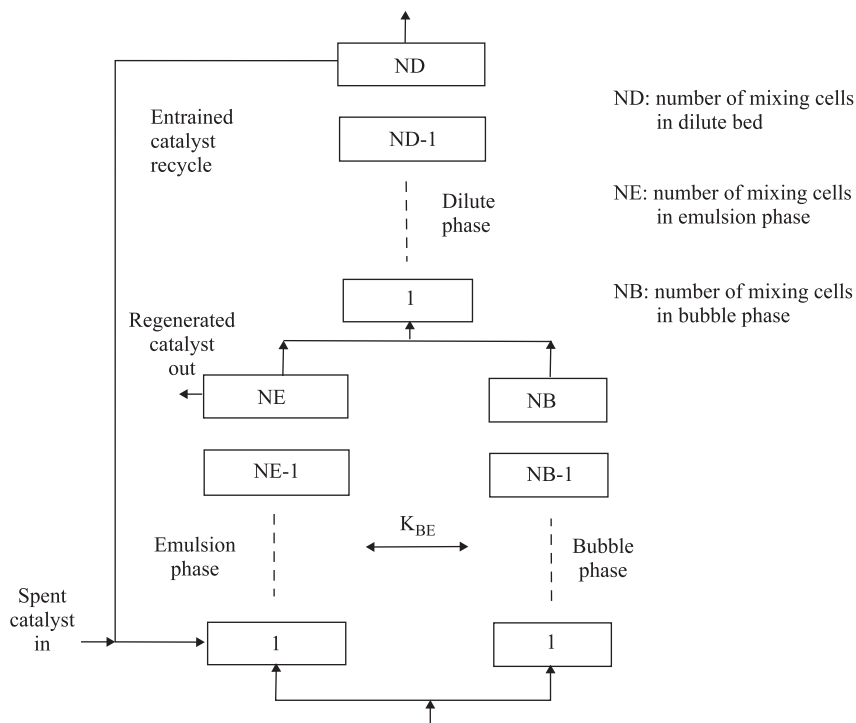 ND
Entrained
catalyst
recycle
ND-1
Dilute
phase
1
ND: number of mixing cells
in dilute bed
NE: number of mixing cells
in emulsion phase
NB: number of mixing cells
in bubble phase
Regenerated
catalyst
out
NE
NB
NE-1
NB-1
Emulsion
phase
K_BE
Bubble
phase
Spent
catalyst
in
1
1